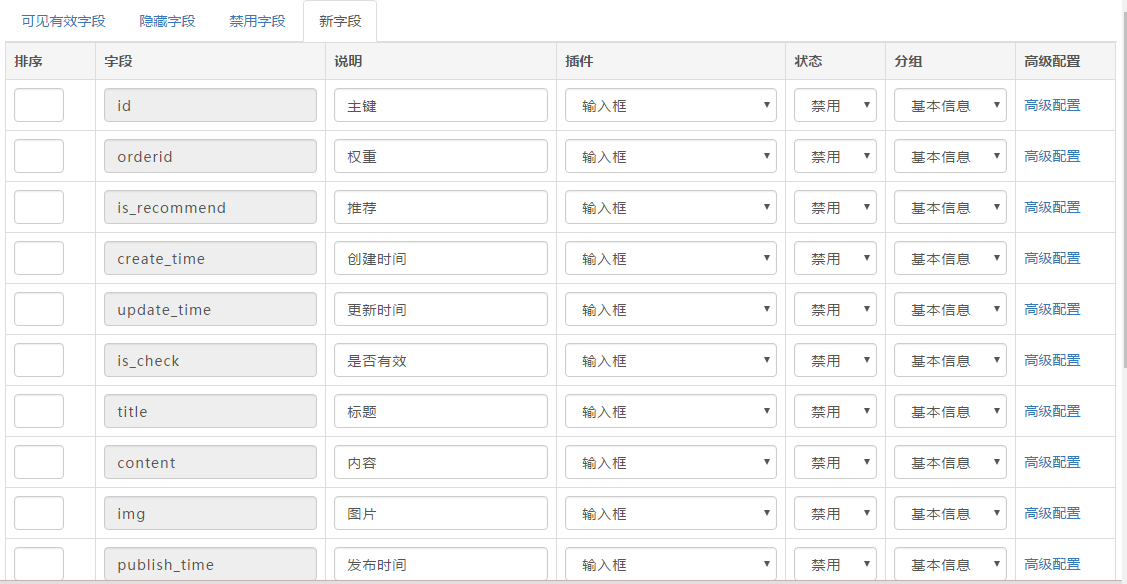 可见有效字段 隐藏字段 禁用字段 新字段
排序 字段 说明 插件 状态 分组 高级配置
id 主键 输入框 禁用 基本信息 高级配置
orderid 权重 输入框 禁用 基本信息 高级配置
is_recommend 推荐 输入框 禁用 基本信息 高级配置
create_time 创建时间 输入框 禁用 基本信息 高级配置
update_time 更新时间 输入框 禁用 基本信息 高级配置
is_check 是否有效 输入框 禁用 基本信息 高级配置
title 标题 输入框 禁用 基本信息 高级配置
content 内容 输入框 禁用 基本信息 高级配置
img 图片 输入框 禁用 基本信息 高级配置
publish_time 发布时间 输入框 禁用 基本信息 高级配置